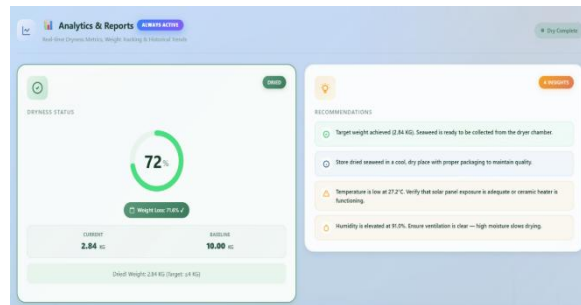 Analytics & Reports ALWAYS ACTIVE
Real-time Dryness Metrics, Weight Tracking & Historical Trends
Dry Complete
DRIED
DRYNESS STATUS
72%
Weight Loss: 71.6% ✓
CURRENT
BASELINE
2.84 KG
10.00 KG
Dried! Weight: 2.84 KG (Target: ≤4 KG)
4 INSIGHTS
RECOMMENDATIONS
Target weight achieved (2.84 KG). Seaweed is ready to be collected from the dryer chamber.
Store dried seaweed in a cool, dry place with proper packaging to maintain quality.
Temperature is low at 27.2°C. Verify that solar panel exposure is adequate or ceramic heater is
functioning.
Humidity is elevated at 91.0%. Ensure ventilation is clear — high moisture slows drying.